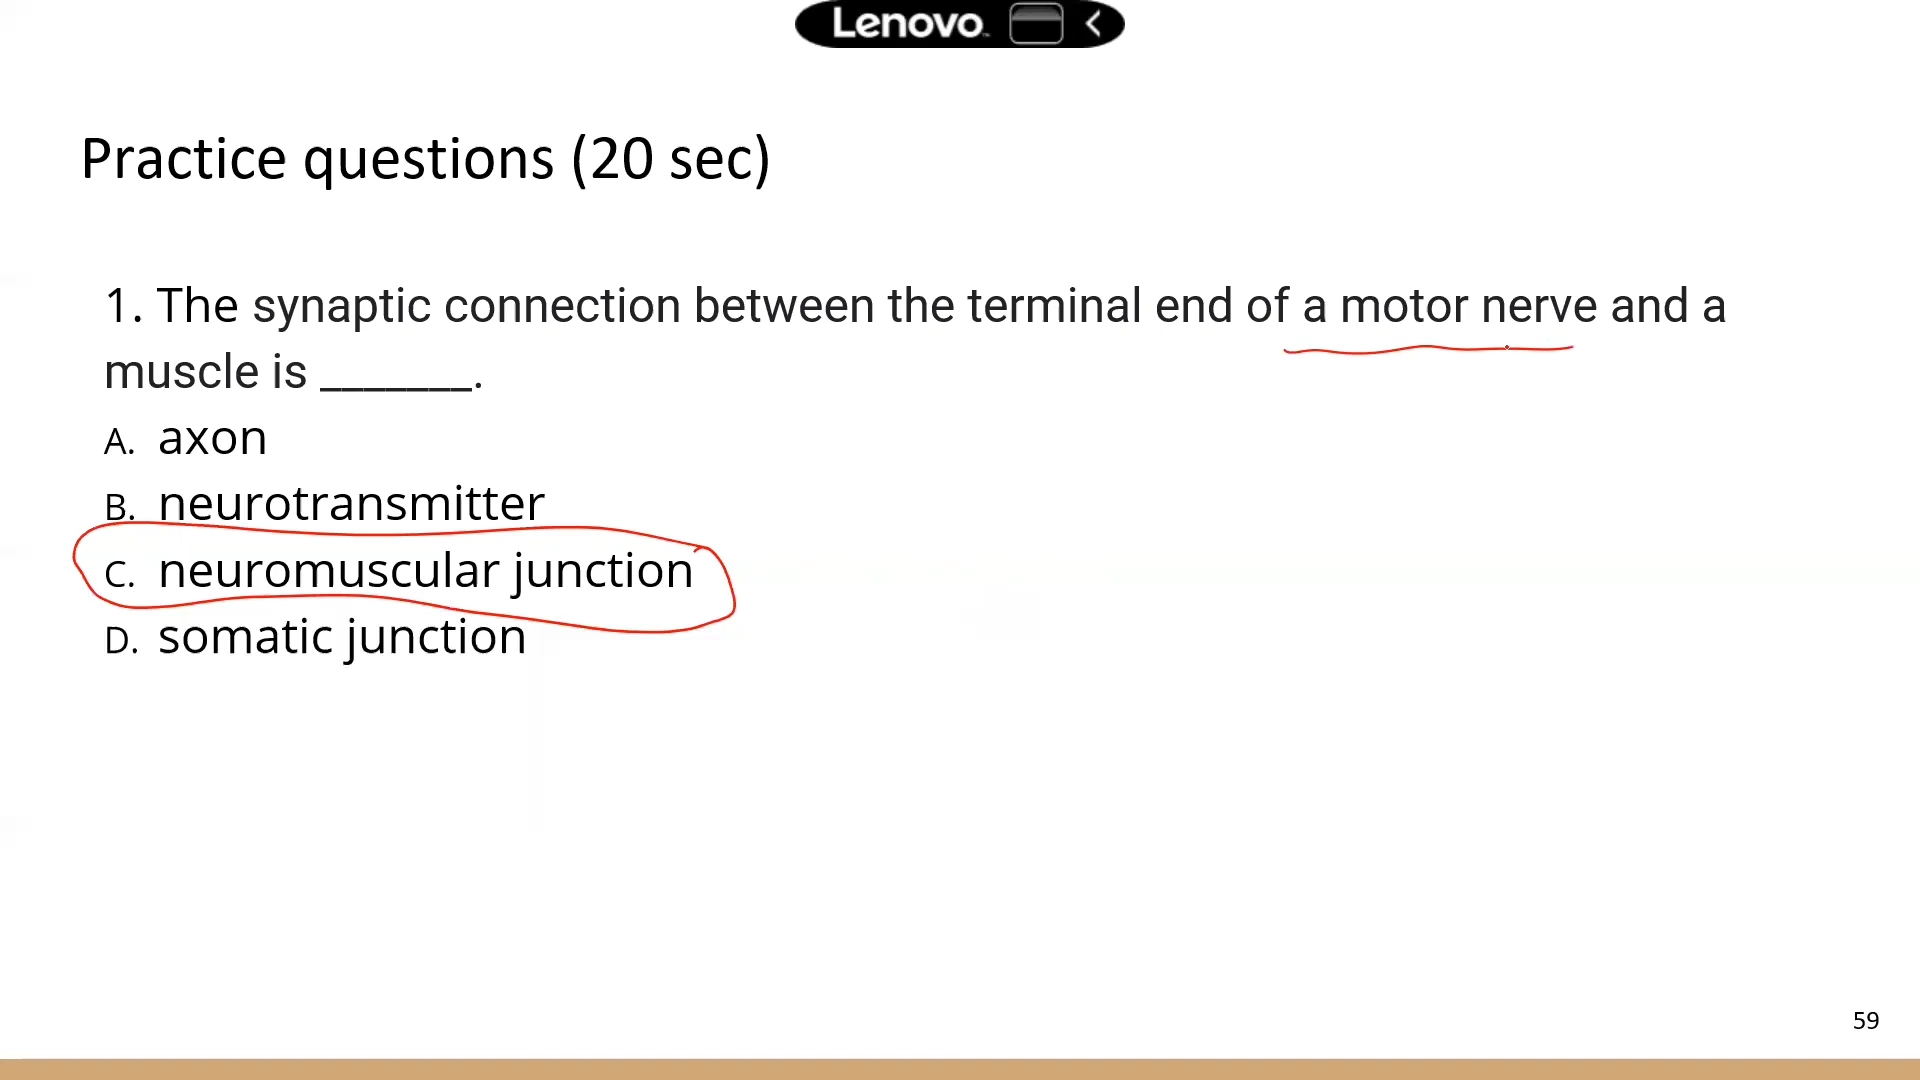 Lenovo
Practice questions (20 sec)
1. The synaptic connection between the terminal end of a motor nerve and a
muscle is _______.
A. axon
B. neurotransmitter
C. neuromuscular junction
D. somatic junction
59